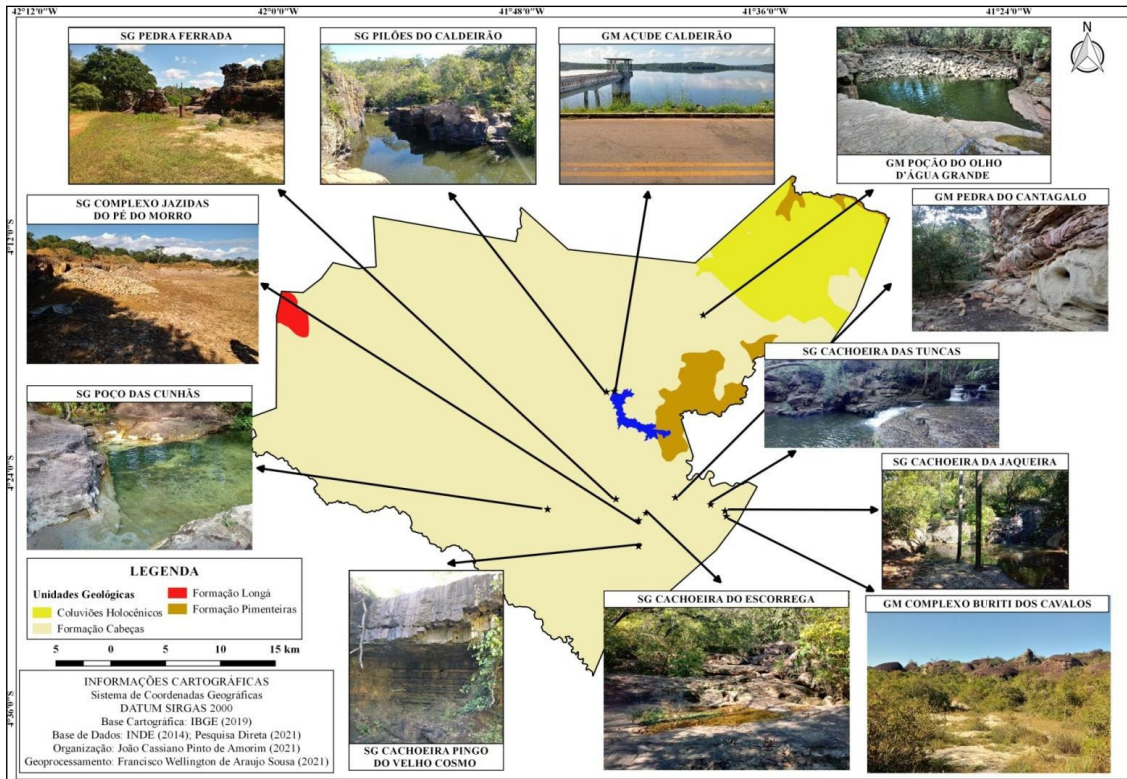 42°12'0"W
42°0'0"W
41°48'0"W
41°36'0"W
41°24'0"W
SG PEDRA FERRADA
SG PILÕES DO CALDEIRÃO
GM AÇUDE CALDEIRÃO
N
GM POÇÃO DO OLHO
D'ÁGUA GRANDE
SG COMPLEXO JAZIDAS
DO PÉ DO MORRO
GM PEDRA DO CANTAGALO
4°12'0"S
SG CACHOEIRA DAS TUNCAS
SG POÇO DAS CUNHÃS
4°24'0"S
SG CACHOEIRA DA JAQUEIRA
LEGENDA
Unidades Geológicas
Coluviões Holocênicos
Formação Cabeças
Formação Longá
Formação Pimenteiras
5 0 5 10 15 km
SG CACHOEIRA DO ESCORREGA
GM COMPLEXO BURITI DOS CAVALOS
4°36'0"S
INFORMAÇÕES CARTOGRÁFICAS
Sistema de Coordenadas Geográficas
DATUM SIRGAS 2000
Base Cartográfica: IBGE (2019)
Base de Dados: INDE (2014); Pesquisa Direta (2021)
Organização: João Cassiano Pinto de Amorim (2021)
Geoprocessamento: Francisco Wellington de Araujo Sousa (2021)
SG CACHOEIRA PINGO
DO VELHO COSMO